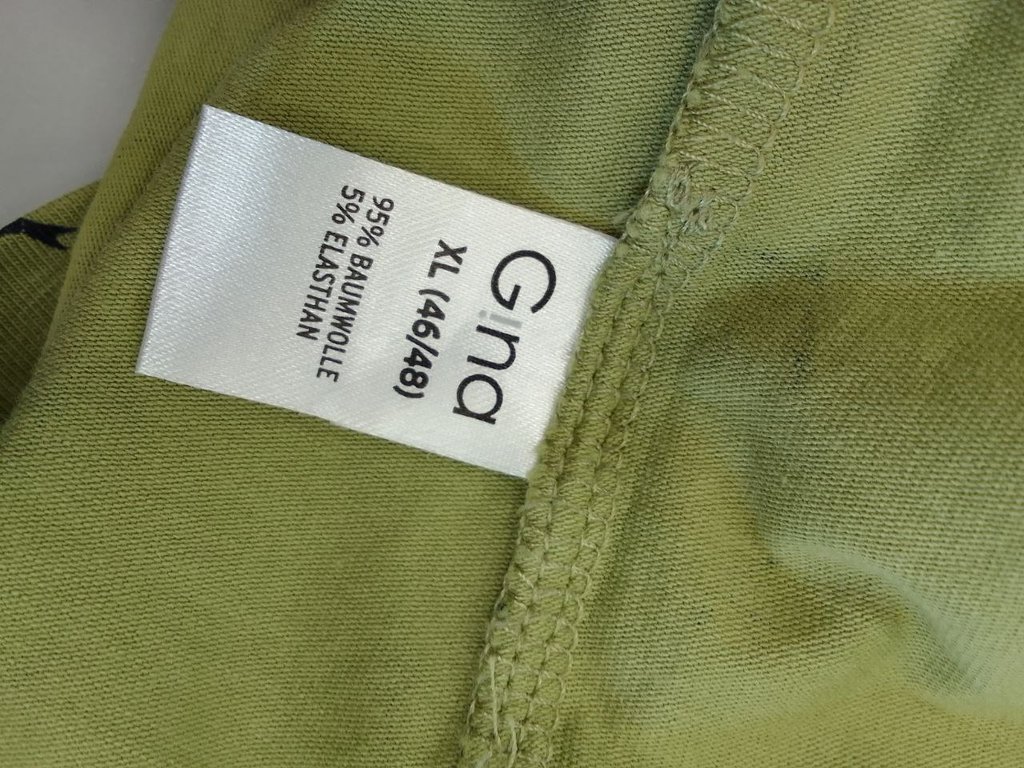 Gina
XL (46/48)
95% BAUMWOLLE
5% ELASTHAN